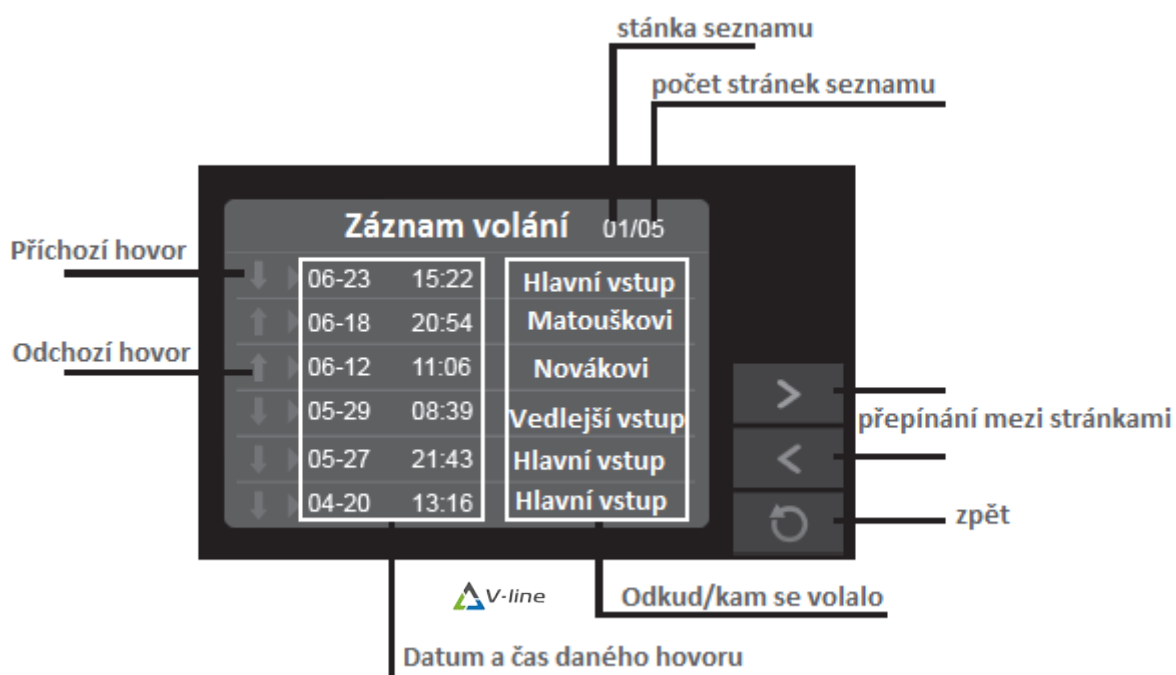 stánka seznamu
počet stránek seznamu
Záznam volání 01/05
Příchozí hovor
06-23 15:22 Hlavní vstup
06-18 20:54 Matouškovi
Odchozí hovor
06-12 11:06 Novákovi
05-29 08:39 Vedlejší vstup
05-27 21:43 Hlavní vstup
04-20 13:16 Hlavní vstup
přepínání mezi stránkami
zpět
V-line
Odkud/kam se volalo
Datum a čas daného hovoru